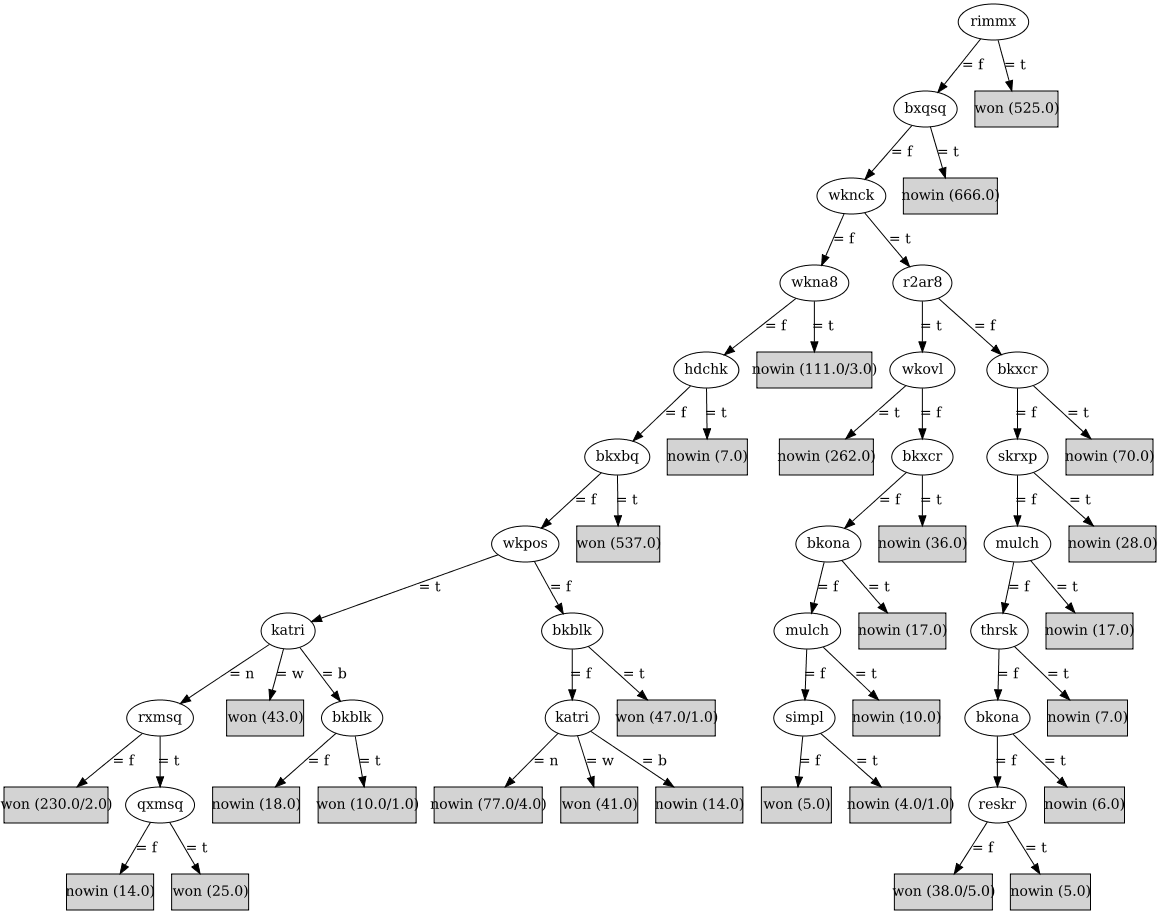 rimmx
= f
= t
bxqsq
won (525.0)
= f
= t
wknck
nowin (666.0)
= f
= t
wkna8
r2ar8
= f
= t
= t
= f
hdchk
nowin (111.0/3.0)
wkovl
bkxcr
= f
= t
= t
= f
= f
= t
bkxbq
nowin (7.0)
nowin (262.0)
bkxcr
skrxp
nowin (70.0)
= f
= t
= f
= t
= f
= t
wkpos
won (537.0)
bkona
nowin (36.0)
mulch
nowin (28.0)
= t
= f
= f
= t
= f
= t
katri
bkblk
mulch
nowin (17.0)
thrsk
nowin (17.0)
= n
= w
= b
= f
= t
= f
= t
= f
= t
rxmsq
won (43.0)
bkblk
katri
won (47.0/1.0)
simpl
nowin (10.0)
bkona
nowin (7.0)
= f
= t
= f
= t
= n
= w
= b
= f
= t
= f
= t
won (230.0/2.0)
qxmsq
nowin (18.0)
won (10.0/1.0)
nowin (77.0/4.0)
won (41.0)
nowin (14.0)
won (5.0)
nowin (4.0/1.0)
reskr
nowin (6.0)
= f
= t
= f
= t
nowin (14.0)
won (25.0)
won (38.0/5.0)
nowin (5.0)